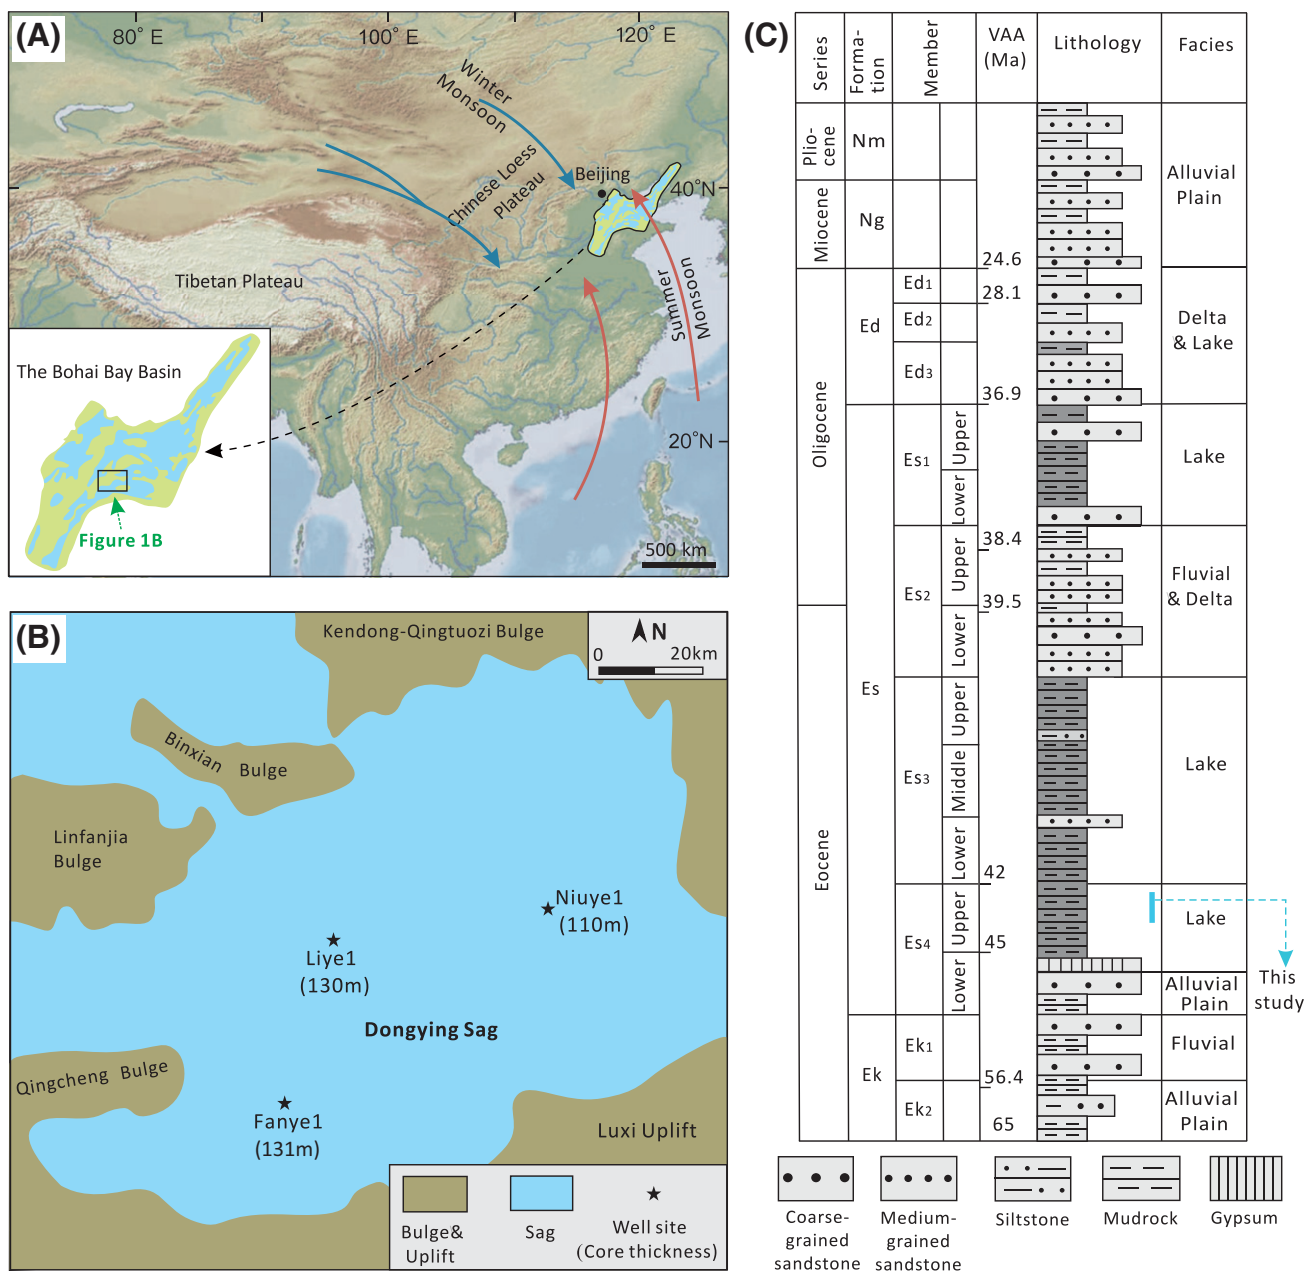 (A)
80° E
100° E
120° E
Winter
Monsoon
Chinese Loess
Plateau
Beijing
40°N
Tibetan Plateau
Summer
Monsoon
20°N
500 km
The Bohai Bay Basin
Figure 1B
(B)
Kendong-Qingtuozi Bulge
N
0 20km
Binxian Bulge
Linfanjia
Bulge
Niuye1
(110m)
Liye1
(130m)
Dongying Sag
Qingcheng Bulge
Fanye1
(131m)
Luxi Uplift
Bulge&
Uplift
Sag
Well site
(Core thickness)
(C)
Series
Forma-
tion
Member
VAA
(Ma)
Lithology
Facies
Plio-
cene
Nm
Alluvial
Plain
Miocene
Ng
24.6
Oligocene
Ed
Ed1
28.1
Ed2
Delta
& Lake
Ed3
36.9
Es1
Upper
Lower
Lake
Es
Es2
Upper
38.4
Fluvial
& Delta
39.5
Lower
Eocene
Es3
Upper
Middle
Lower
Lake
42
Es4
Upper
Lake
45
Lower
This
study
Alluvial
Plain
Ek
Ek1
Fluvial
56.4
Ek2
Alluvial
Plain
65
Coarse-
grained
sandstone
Medium-
grained
sandstone
Siltstone
Mudrock
Gypsum